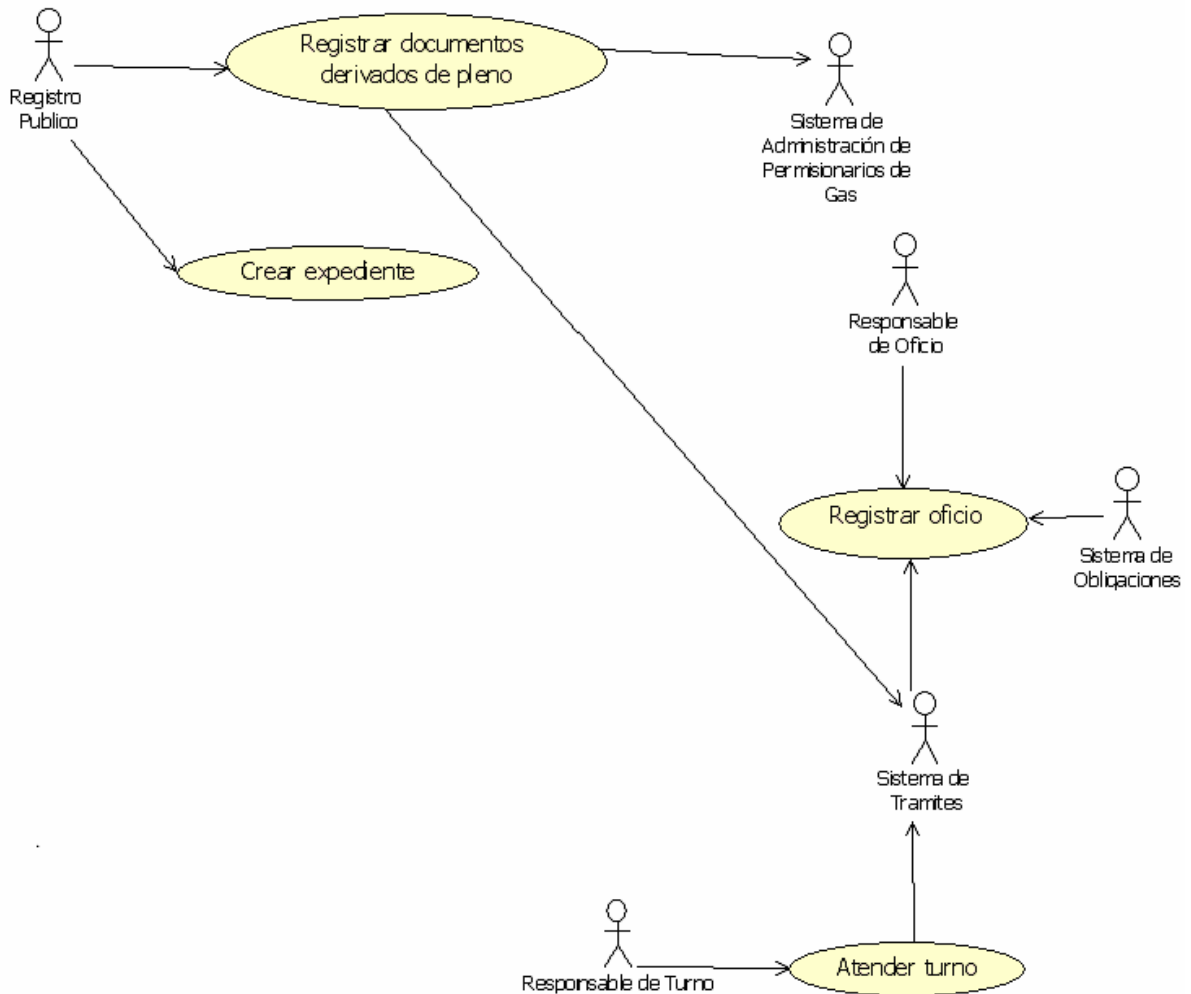 Registrar documentos
derivados de pleno
Registro
Publico
Sistema de
Administración de
Permisionarios de
Gas
Crear expediente
Responsable
de Oficio
Registrar oficio
Sistema de
Obligaciones
Sistema de
Tramites
Responsable de Turno
Atender turno